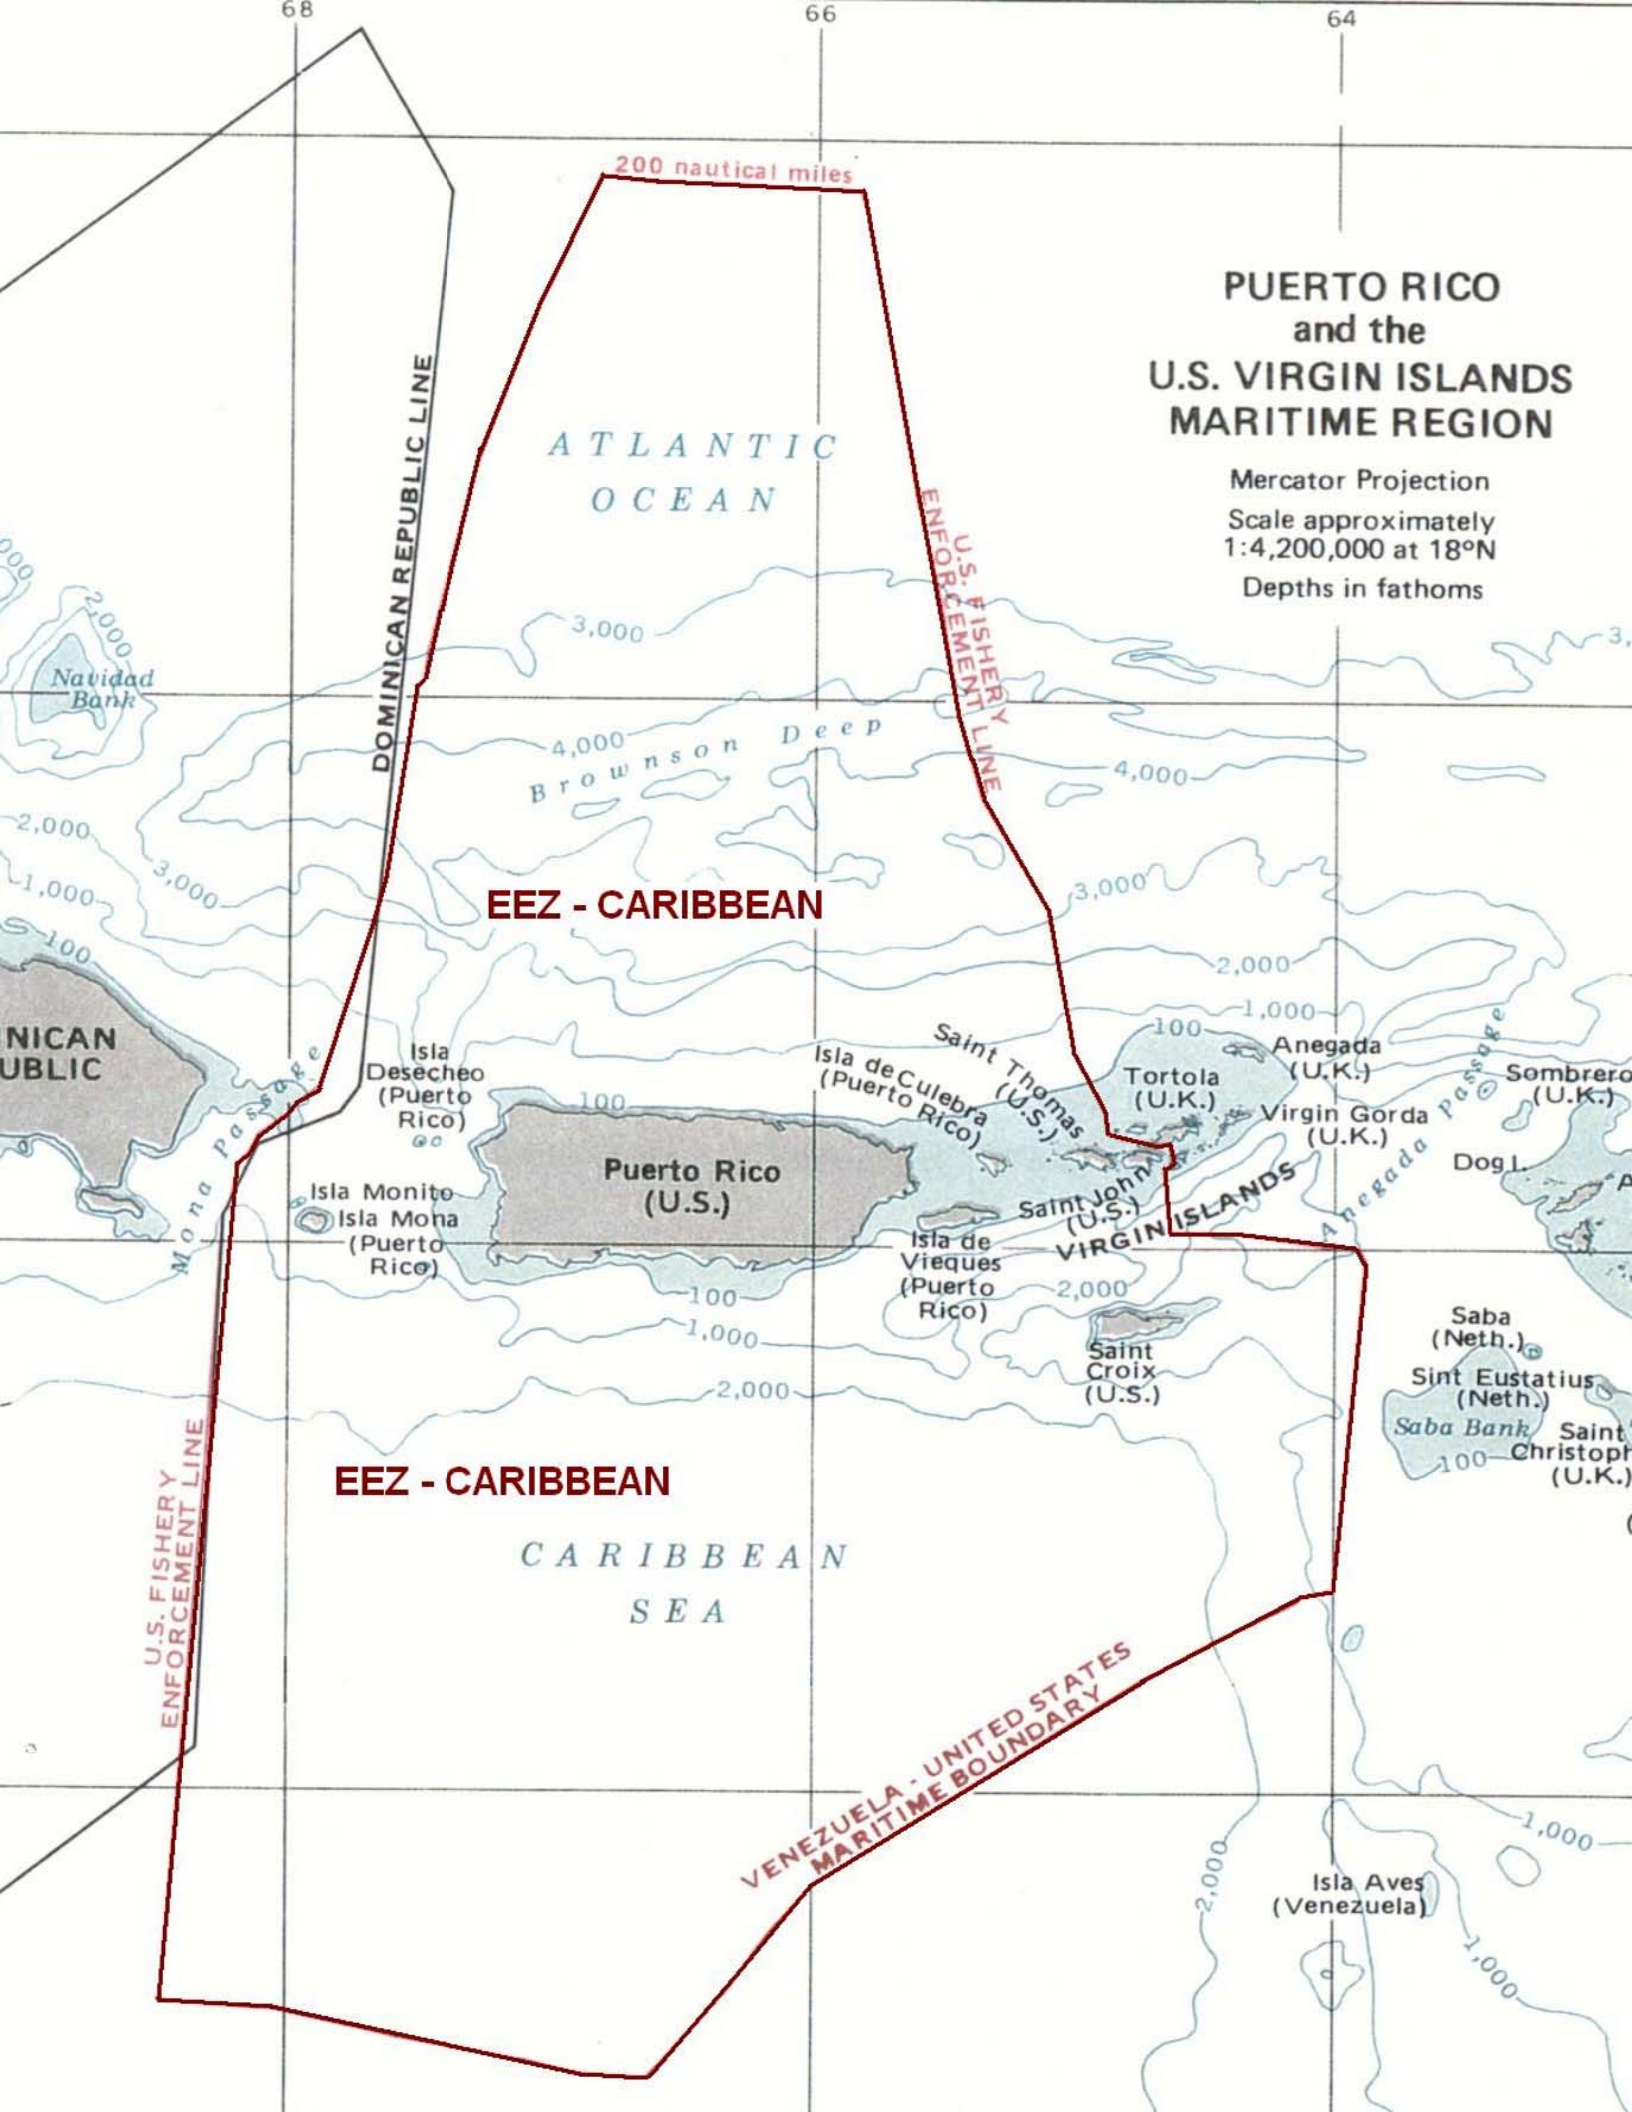 68
66
64
200 nautical miles
PUERTO RICO
and the
U.S. VIRGIN ISLANDS
MARITIME REGION
Mercator Projection
Scale approximately
1:4,200,000 at 18°N
Depths in fathoms
DOMINICAN REPUBLIC LINE
ATLANTIC
OCEAN
U.S. FISHERY
ENFORCEMENT LINE
000
2,000
3,000
3,
Navidad
Bank
4,000
Brownson Deep
4,000
2,000
3,000
1,000
3,000
EEZ - CARIBBEAN
100
2,000
1,000
100
NICAN
UBLIC
Mona Passage
Isla
Desecheo
(Puerto
Rico)
100
Isla de Culebra
(Puerto Rico)
Saint Thomas
(U.S.)
Tortola
(U.K.)
Anegada
(U.K.)
Virgin Gorda
(U.K.)
Anegada Passage
Sombrero
(U.K.)
Dog I.
A
Puerto Rico
(U.S.)
Isla Monito
Isla Mona
(Puerto
Rico)
Saint John
(U.S.)
VIRGIN ISLANDS
Isla de
Vieques
(Puerto
Rico)
100
1,000
2,000
2,000
Saint
Croix
(U.S.)
Saba
(Neth.)
Sint Eustatius
(Neth.)
Saba Bank
100
Saint
Christoph
(U.K.)
(
U.S. FISHERY
ENFORCEMENT LINE
EEZ - CARIBBEAN
CARIBBEAN
SEA
VENEZUELA - UNITED STATES
MARITIME BOUNDARY
2,000
1,000
Isla Aves
(Venezuela)
1,000